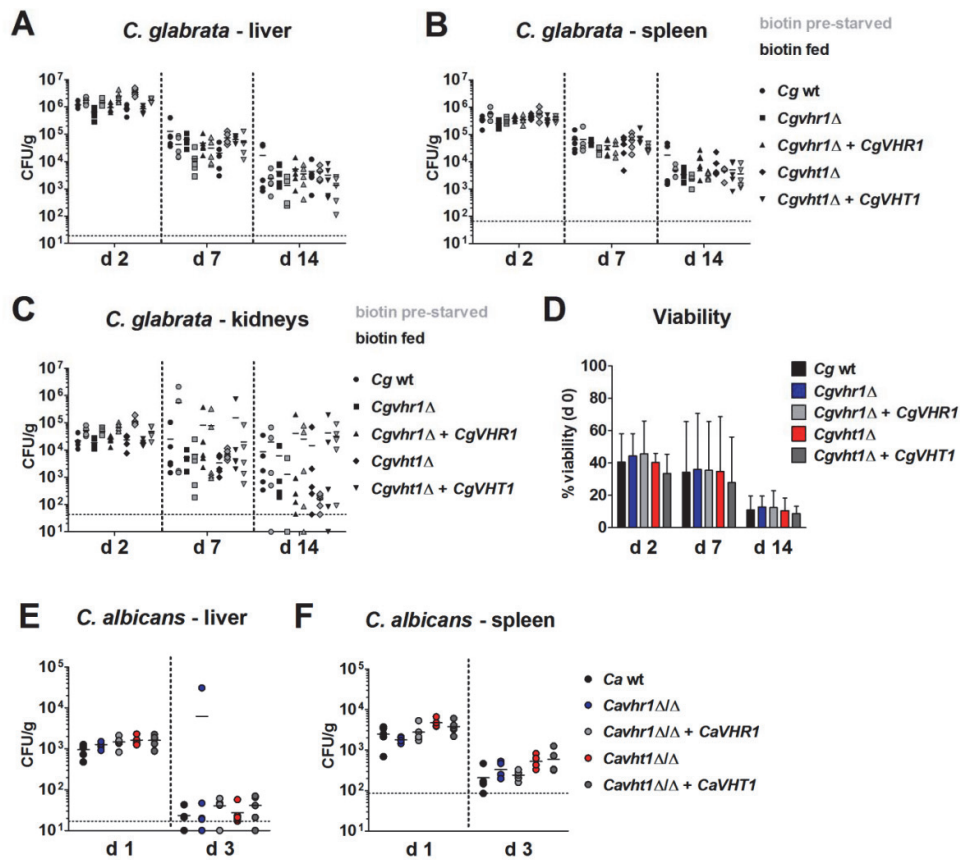 A
C. glabrata - liver
CFU/g
10⁷
10⁶
10⁵
10⁴
10³
10²
10¹
d 2 d 7 d 14
B
C. glabrata - spleen
CFU/g
10⁷
10⁶
10⁵
10⁴
10³
10²
10¹
d 2 d 7 d 14
biotin pre-starved
biotin fed
Cg wt
Cgvhr1Δ
Cgvhr1Δ + CgVHR1
Cgvht1Δ
Cgvht1Δ + CgVHT1
C
C. glabrata - kidneys
CFU/g
10⁷
10⁶
10⁵
10⁴
10³
10²
10¹
d 2 d 7 d 14
biotin pre-starved
biotin fed
Cg wt
Cgvhr1Δ
Cgvhr1Δ + CgVHR1
Cgvht1Δ
Cgvht1Δ + CgVHT1
D
Viability
% viability (d 0)
100
80
60
40
20
0
d 2 d 7 d 14
Cg wt
Cgvhr1Δ
Cgvhr1Δ + CgVHR1
Cgvht1Δ
Cgvht1Δ + CgVHT1
E
C. albicans - liver
CFU/g
10⁵
10⁴
10³
10²
10¹
d 1 d 3
F
C. albicans - spleen
CFU/g
10⁵
10⁴
10³
10²
10¹
d 1 d 3
Ca wt
Cavhr1Δ/Δ
Cavhr1Δ/Δ + CaVHR1
Cavht1Δ/Δ
Cavht1Δ/Δ + CaVHT1